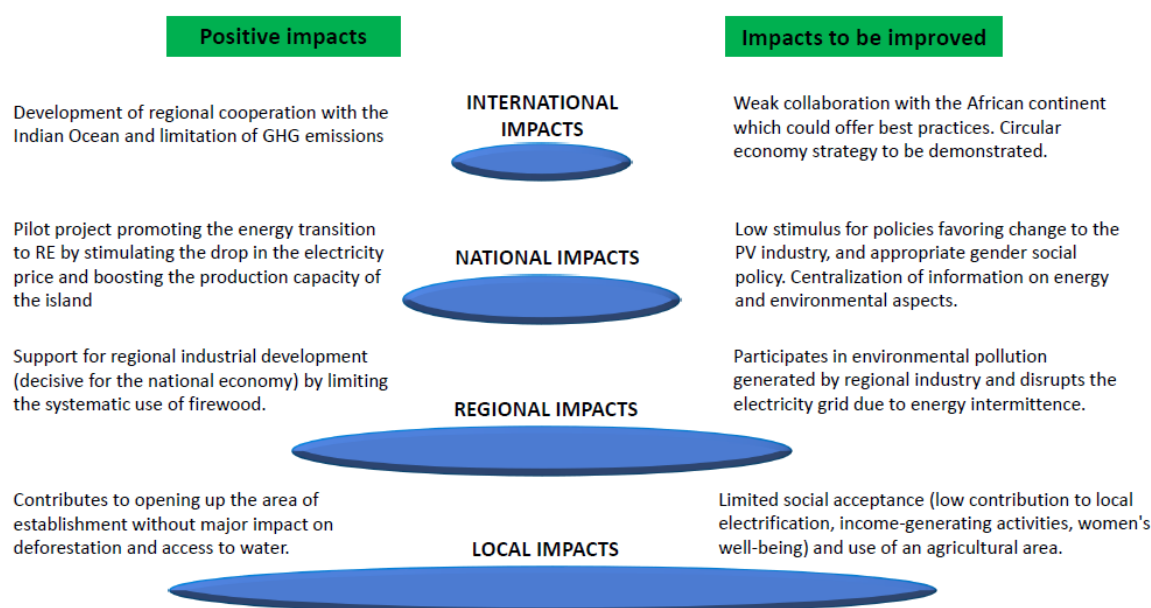 Positive impacts
Impacts to be improved
Development of regional cooperation with the
Indian Ocean and limitation of GHG emissions
INTERNATIONAL
IMPACTS
Weak collaboration with the African continent
which could offer best practices. Circular
economy strategy to be demonstrated.
Pilot project promoting the energy transition
to RE by stimulating the drop in the electricity
price and boosting the production capacity of
the island
NATIONAL IMPACTS
Low stimulus for policies favoring change to the
PV industry, and appropriate gender social
policy. Centralization of information on energy
and environmental aspects.
Support for regional industrial development
(decisive for the national economy) by limiting
the systematic use of firewood.
REGIONAL IMPACTS
Participates in environmental pollution
generated by regional industry and disrupts the
electricity grid due to energy intermittence.
Contributes to opening up the area of
establishment without major impact on
deforestation and access to water.
LOCAL IMPACTS
Limited social acceptance (low contribution to local
electrification, income-generating activities, women's
well-being) and use of an agricultural area.